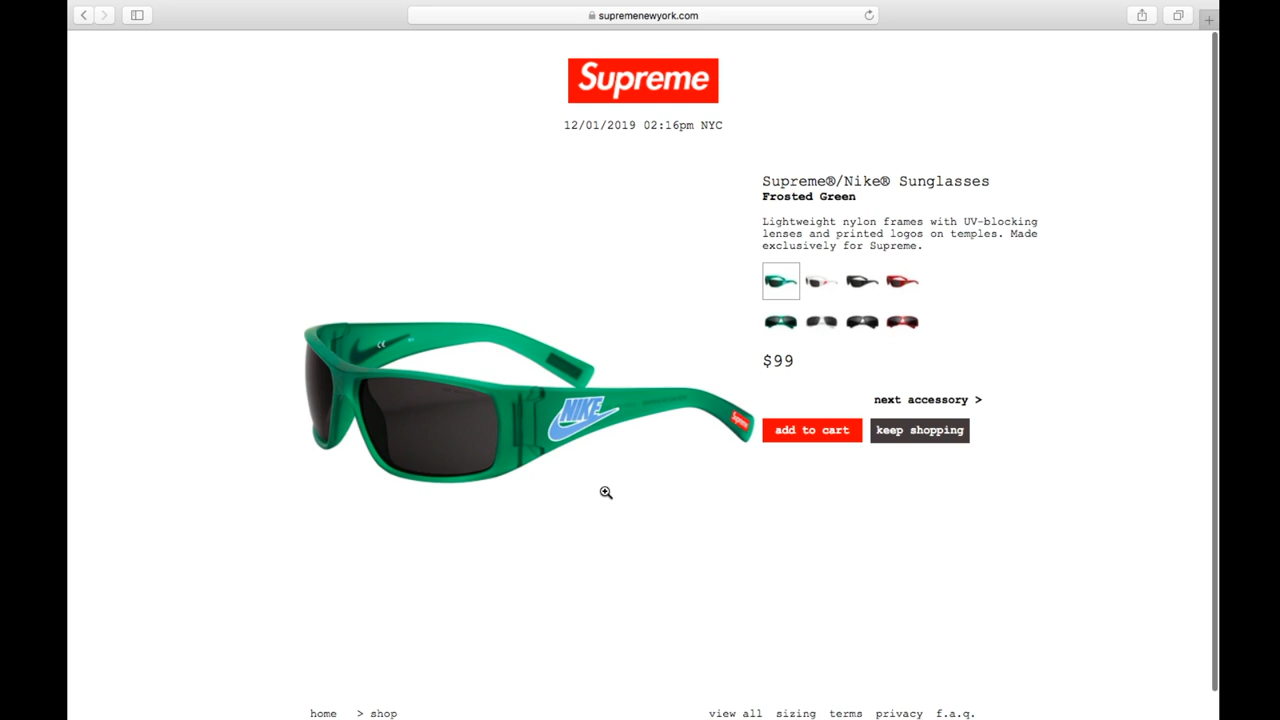 supremenewyork.com
Supreme
12/01/2019 02:16pm NYC
Supreme®/Nike® Sunglasses
Frosted Green
Lightweight nylon frames with UV-blocking
lenses and printed logos on temples. Made
exclusively for Supreme.
$99
next accessory >
add to cart keep shopping
CE
NIKE
Supreme
home > shop
view all sizing terms privacy f.a.q.